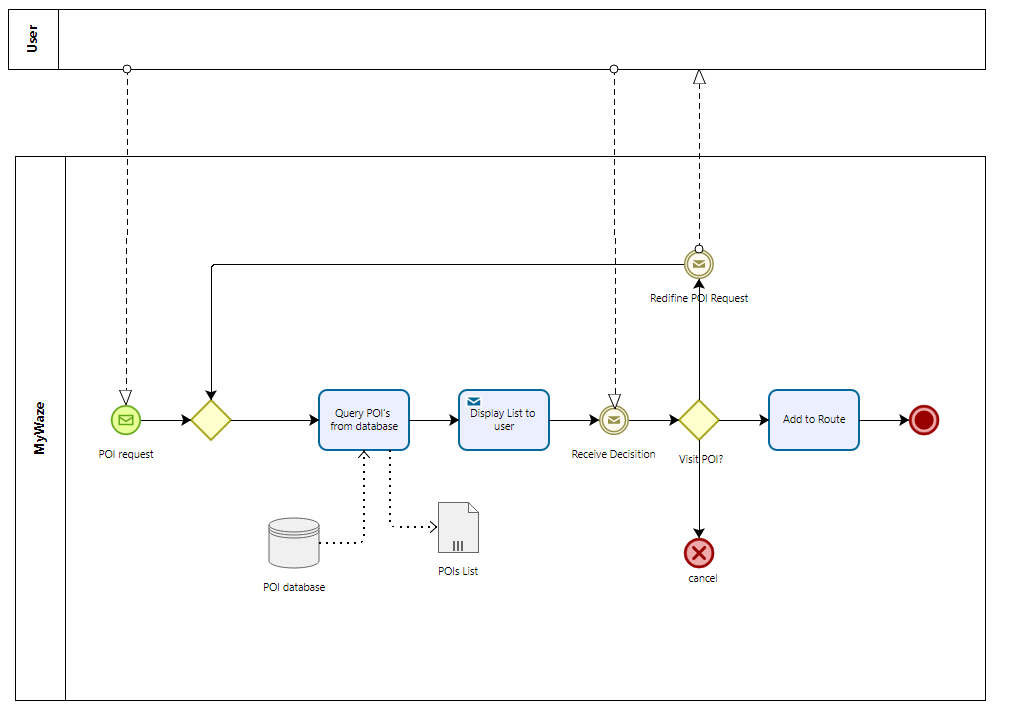 User
MyWaze
Redifine POI Request
POI request
Query POI's
from database
Display List to
user
Receive Decisition
Visit POI?
Add to Route
POI database
POIs List
cancel